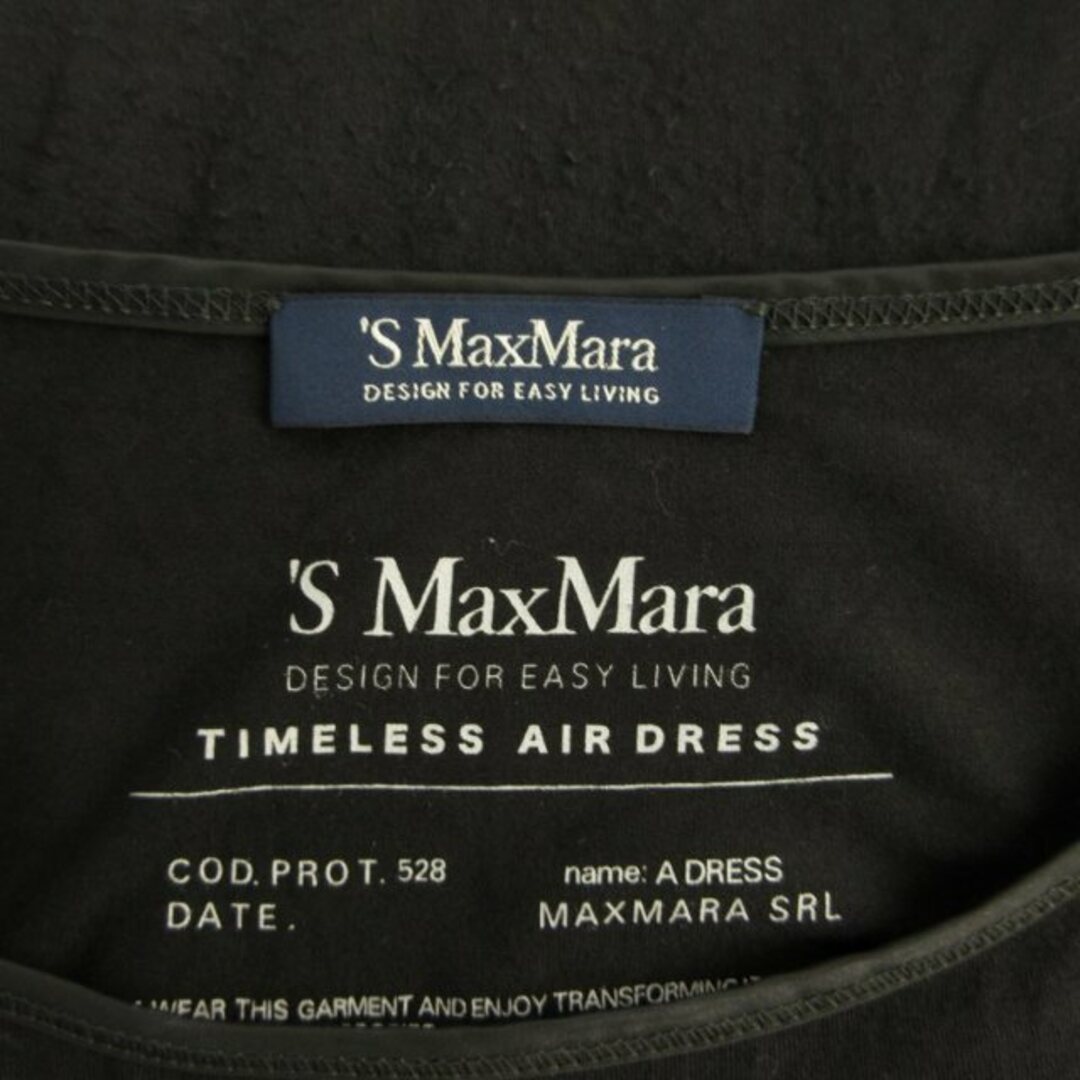 'S MaxMara
DESIGN FOR EASY LIVING
'S MaxMara
DESIGN FOR EASY LIVING
TIMELESS AIR DRESS
COD. PROT. 528
name: A DRESS
DATE.
MAXMARA SRL
WEAR THIS GARMENT AND ENJOY TRANSFORMING